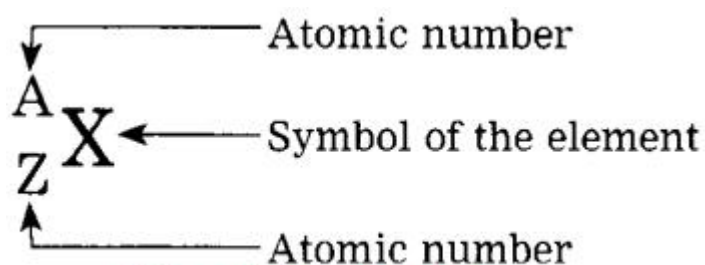 Atomic number
A
X Symbol of the element
Z
Atomic number